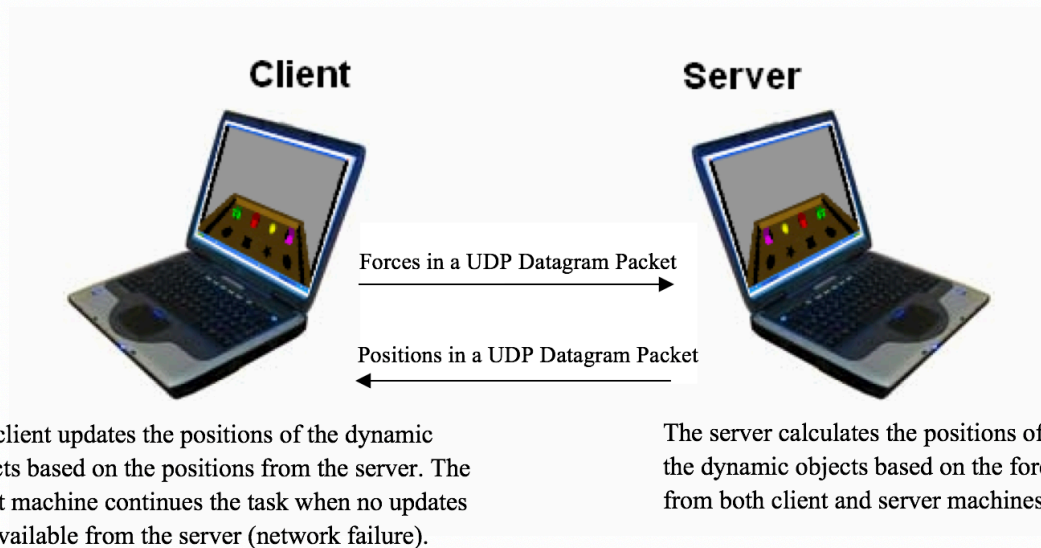 Client
Server
Forces in a UDP Datagram Packet
Positions in a UDP Datagram Packet
client updates the positions of the dynamic
cts based on the positions from the server. The
t machine continues the task when no updates
vailable from the server (network failure).
The server calculates the positions of
the dynamic objects based on the forc
from both client and server machines